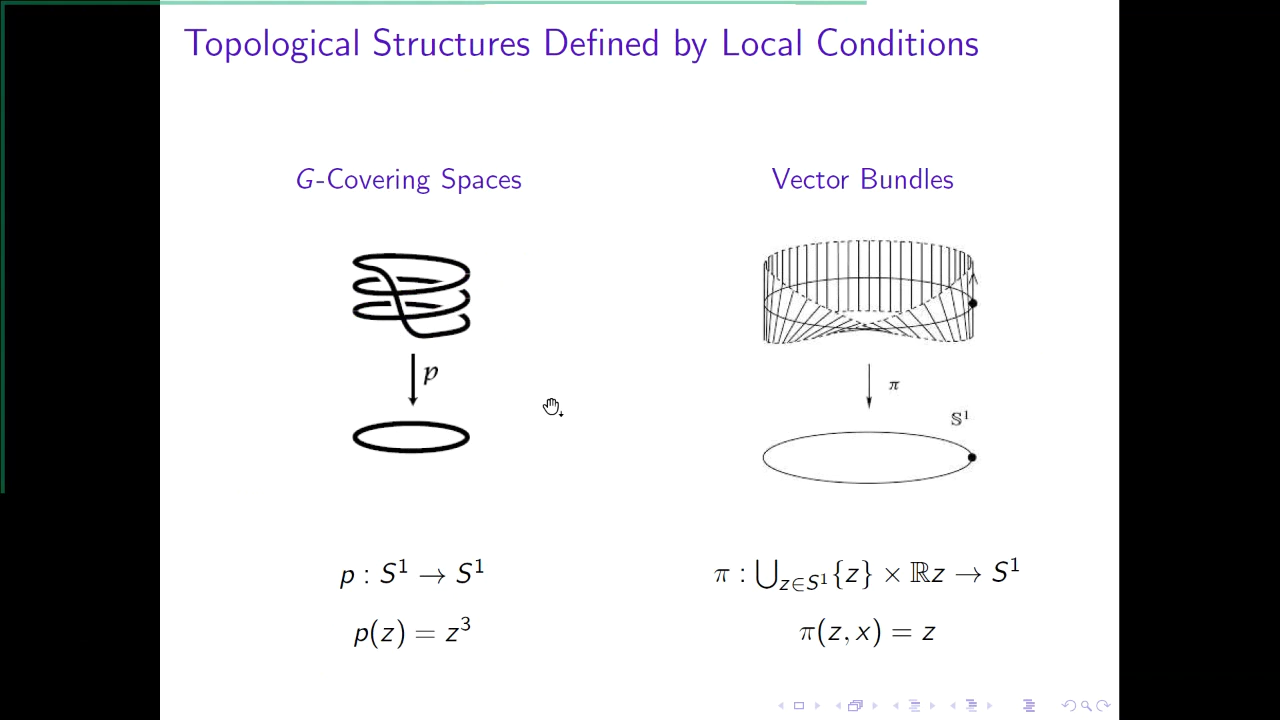 Topological Structures Defined by Local Conditions
G-Covering Spaces
p
p : S¹ → S¹
p(z) = z³
Vector Bundles
π
𝕊¹
π : ⋃_{z∈S¹}{z} × ℝz → S¹
π(z, x) = z